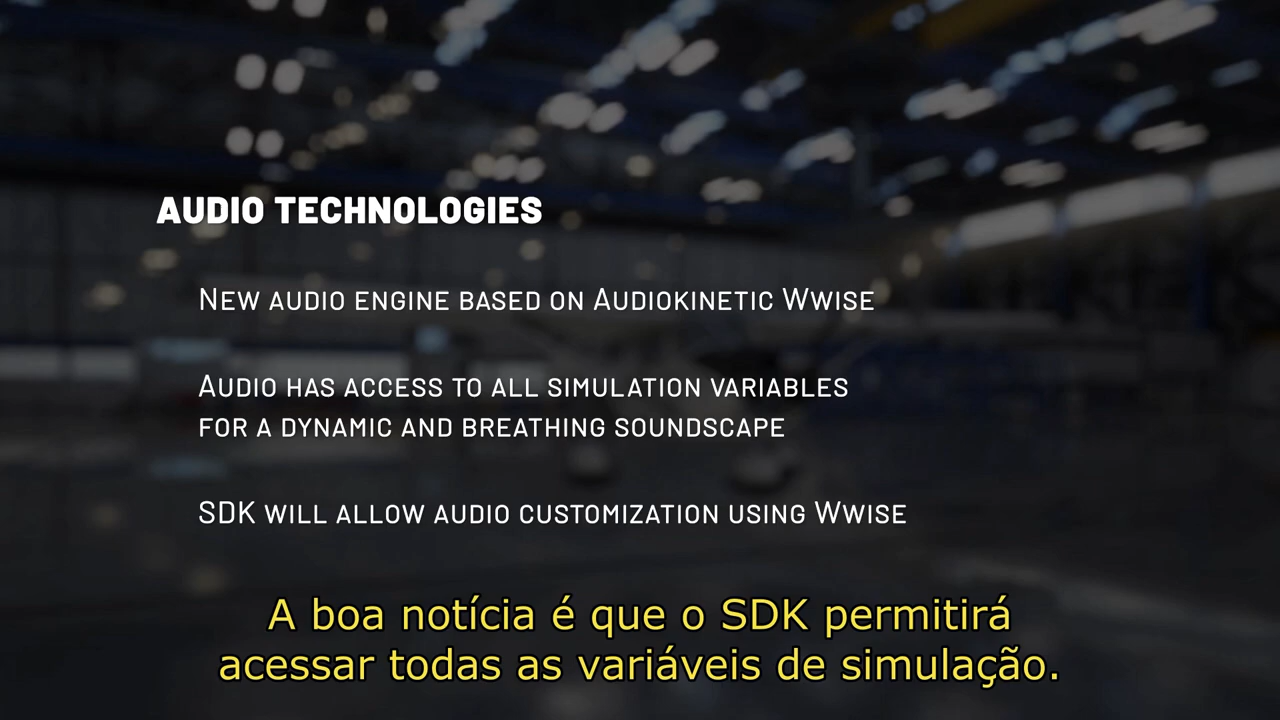 AUDIO TECHNOLOGIES
NEW AUDIO ENGINE BASED ON AUDIOKINETIC WWISE
AUDIO HAS ACCESS TO ALL SIMULATION VARIABLES
FOR A DYNAMIC AND BREATHING SOUNDSCAPE
SDK WILL ALLOW AUDIO CUSTOMIZATION USING WWISE
A boa notícia é que o SDK permitirá
acessar todas as variáveis de simulação.